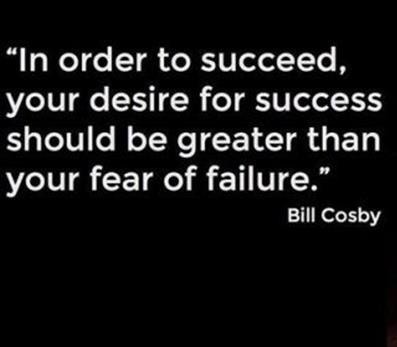 “In order to succeed,
your desire for success
should be greater than
your fear of failure.”
Bill Cosby